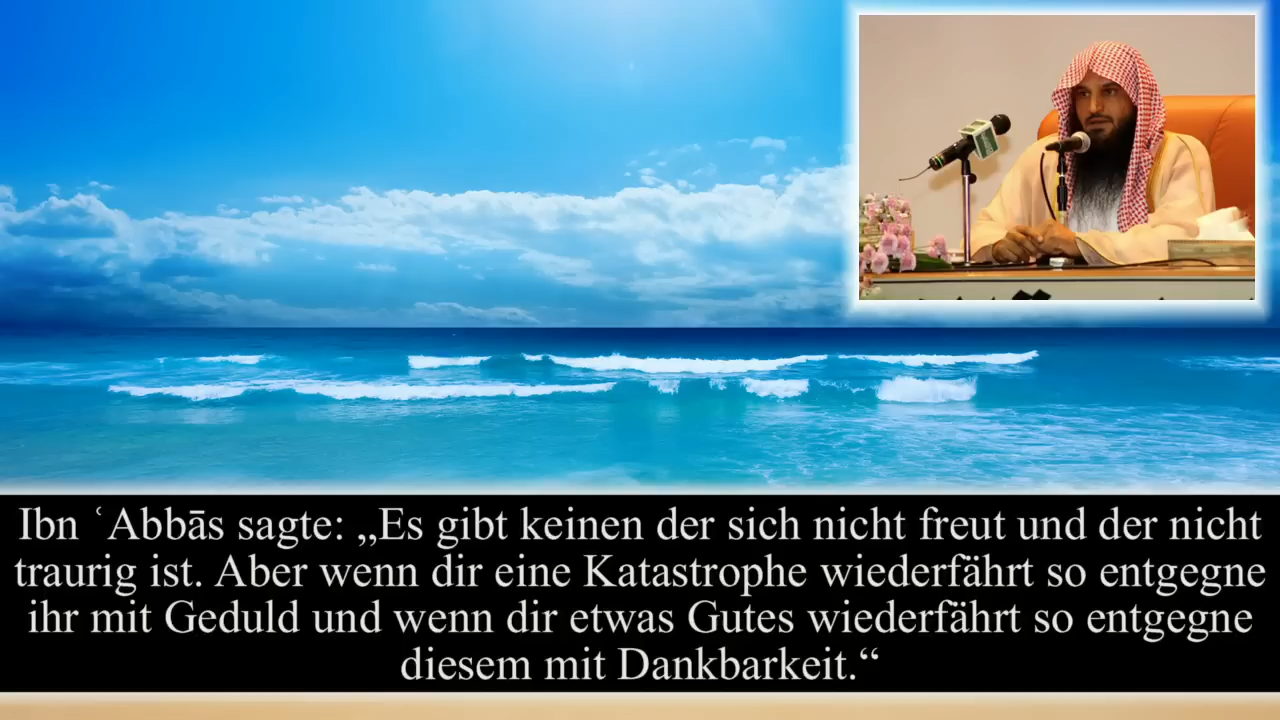 Ibn ʿAbbās sagte: „Es gibt keinen der sich nicht freut und der nicht
traurig ist. Aber wenn dir eine Katastrophe wiederfährt so entgegne
ihr mit Geduld und wenn dir etwas Gutes wiederfährt so entgegne
diesem mit Dankbarkeit.“